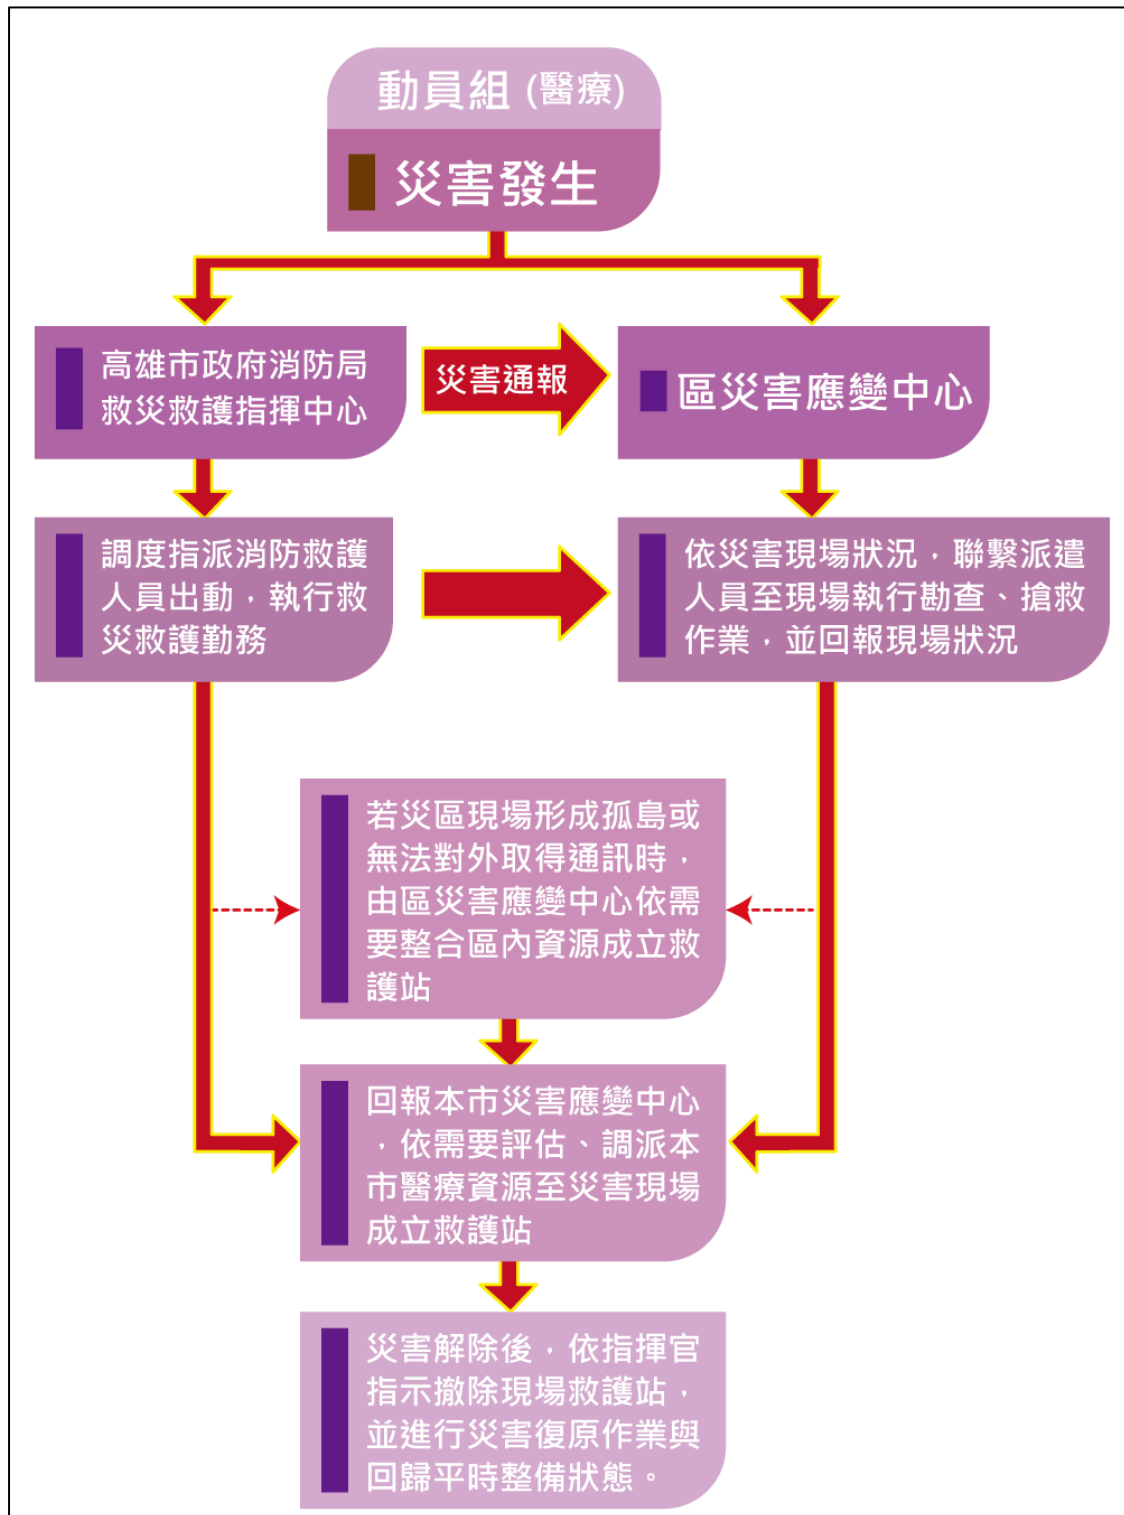 動員組 (醫療)
災害發生
高雄市政府消防局
救災救護指揮中心
災害通報
區災害應變中心
調度指派消防救護
人員出動，執行救
災救護勤務
依災害現場狀況，聯繫派遣
人員至現場執行勘查、搶救
作業，並回報現場狀況
若災區現場形成孤島或
無法對外取得通訊時，
由區災害應變中心依需
要整合區內資源成立救
護站
回報本市災害應變中心
，依需要評估、調派本
市醫療資源至災害現場
成立救護站
災害解除後，依指揮官
指示撤除現場救護站，
並進行災害復原作業與
回歸平時整備狀態。